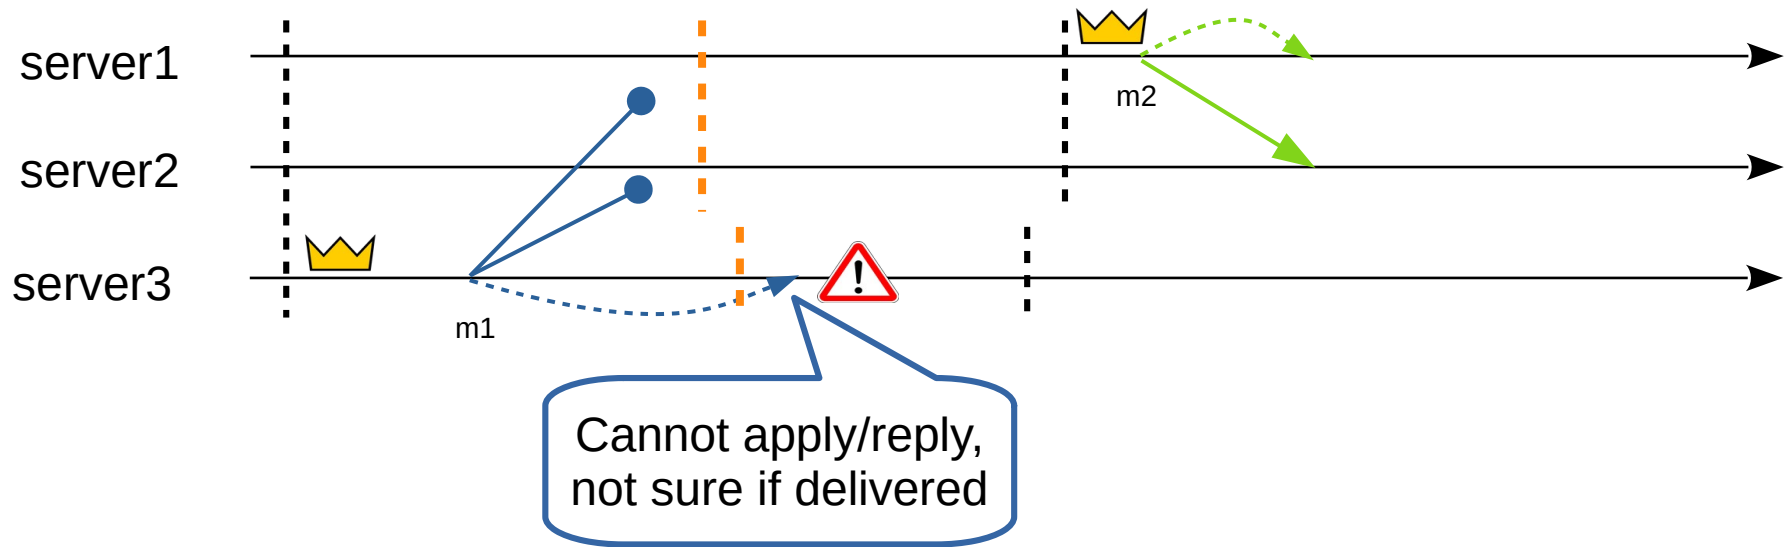 server1
m2
server2
server3
m1
Cannot apply/reply,
not sure if delivered